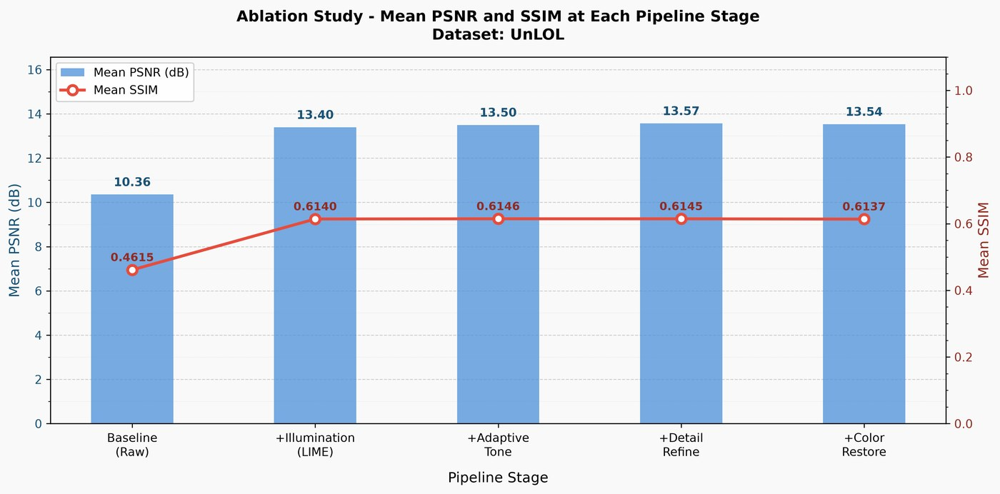 Ablation Study - Mean PSNR and SSIM at Each Pipeline Stage
Dataset: UnLOL
Mean PSNR (dB)
Mean SSIM
Mean PSNR (dB)
16
14
12
10
8
6
4
2
0
10.36
13.40
13.50
13.57
13.54
0.4615
0.6140
0.6146
0.6145
0.6137
1.0
0.8
0.6
0.4
0.2
0.0
Mean SSIM
Baseline
(Raw)
+Illumination
(LIME)
+Adaptive
Tone
+Detail
Refine
+Color
Restore
Pipeline Stage